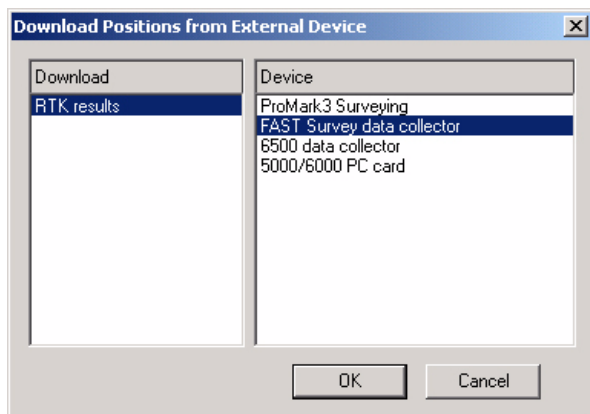 Download Positions from External Device
Download
Device
RTK results
ProMark3 Surveying
FAST Survey data collector
6500 data collector
5000/6000 PC card
OK
Cancel